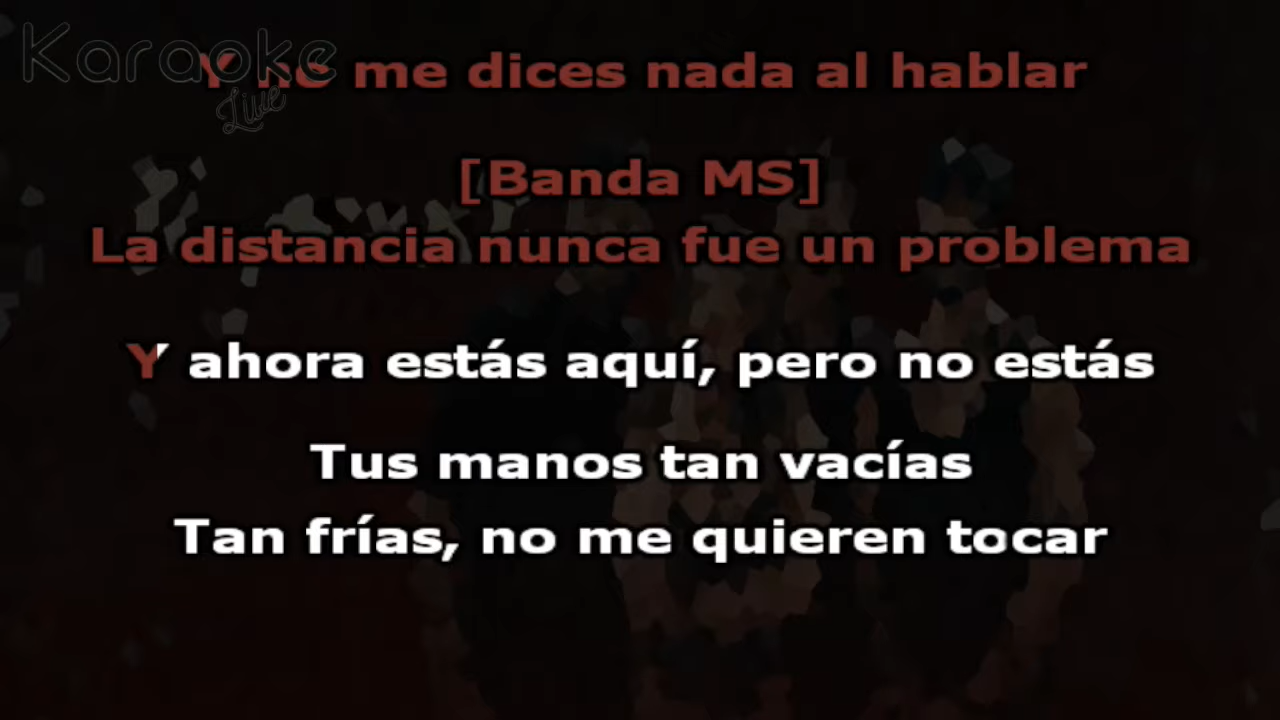 Karaoke
Live
Y no me dices nada al hablar
[Banda MS]
La distancia nunca fue un problema
Y ahora estás aquí, pero no estás
Tus manos tan vacías
Tan frías, no me quieren tocar